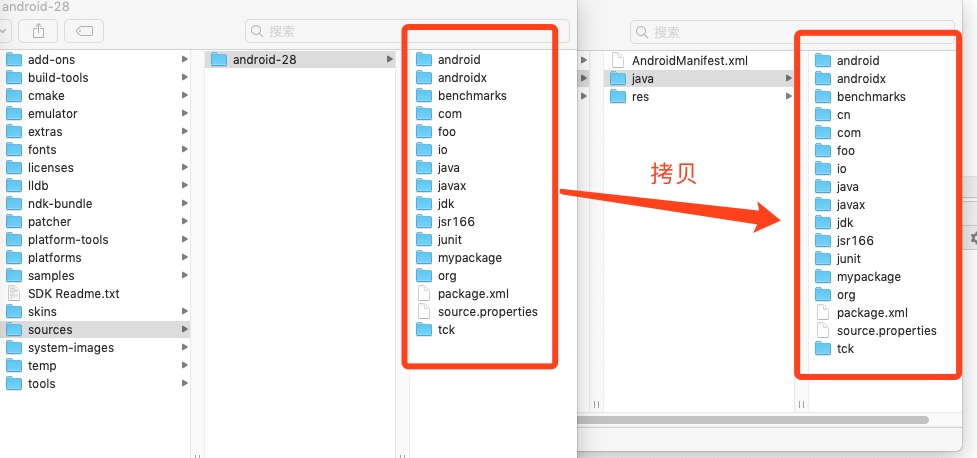 android-28
搜索
add-ons
build-tools
cmake
emulator
extras
fonts
licenses
lldb
ndk-bundle
patcher
platform-tools
platforms
samples
SDK Readme.txt
skins
sources
system-images
temp
tools
android-28
android
androidx
benchmarks
com
foo
io
java
javax
jdk
jsr166
junit
mypackage
org
package.xml
source.properties
tck
拷贝
搜索
AndroidManifest.xml
java
res
android
androidx
benchmarks
cn
com
foo
io
java
javax
jdk
jsr166
junit
mypackage
org
package.xml
source.properties
tck